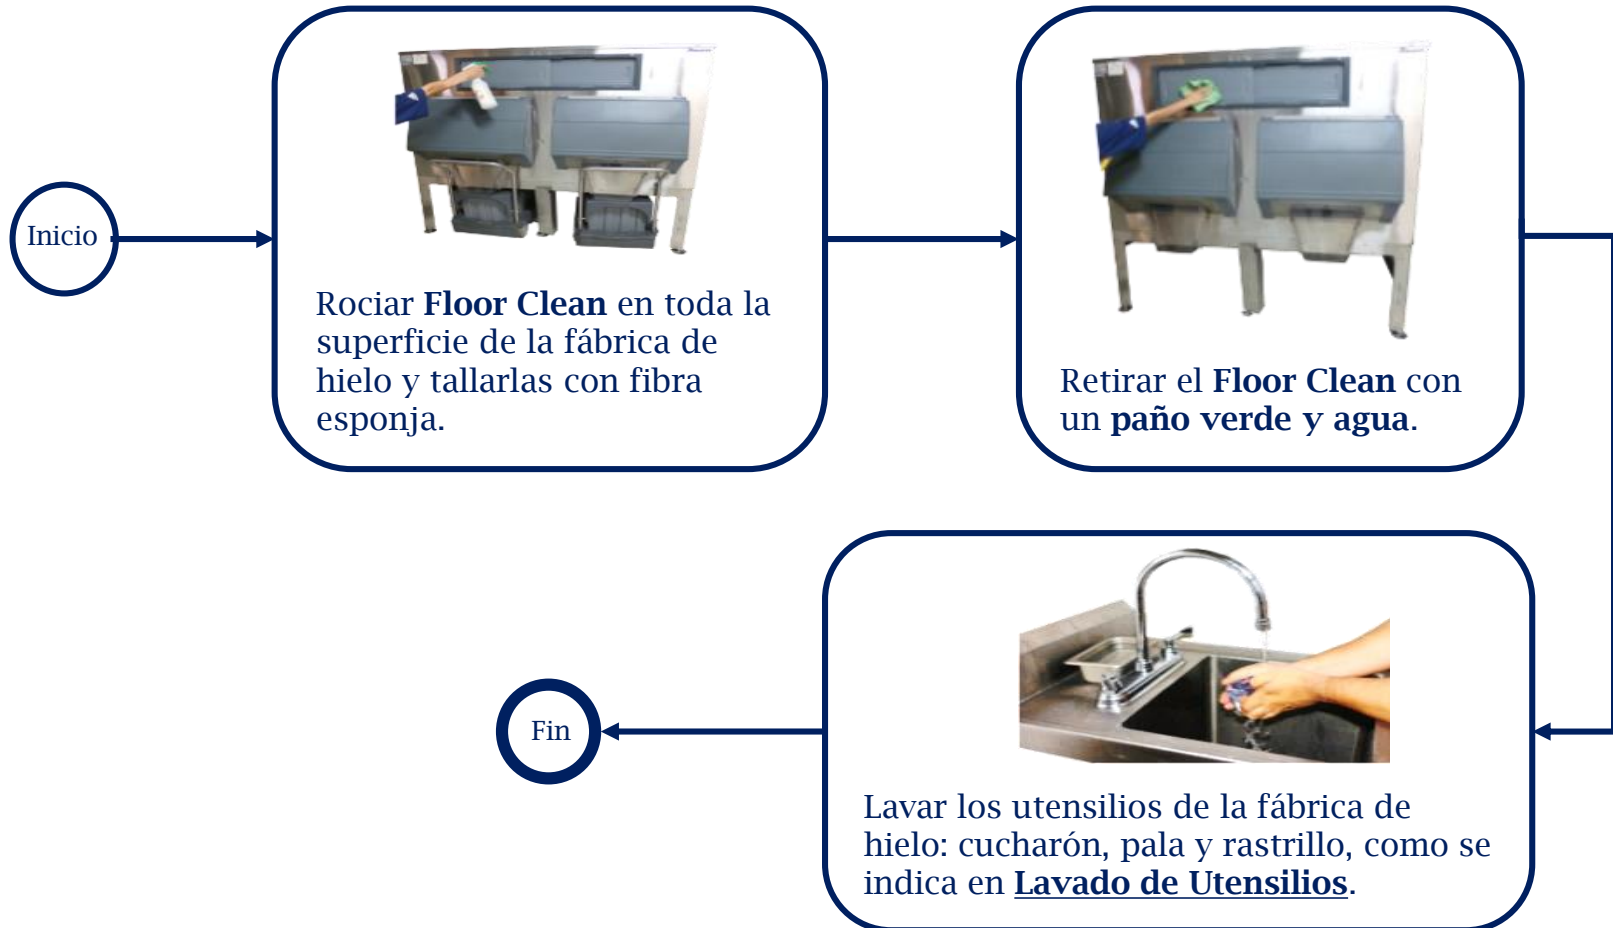 Inicio
Rociar Floor Clean en toda la
superficie de la fábrica de
hielo y tallarlas con fibra
esponja.
Retirar el Floor Clean con
un paño verde y agua.
Lavar los utensilios de la fábrica de
hielo: cucharón, pala y rastrillo, como se
indica en Lavado de Utensilios.
Fin